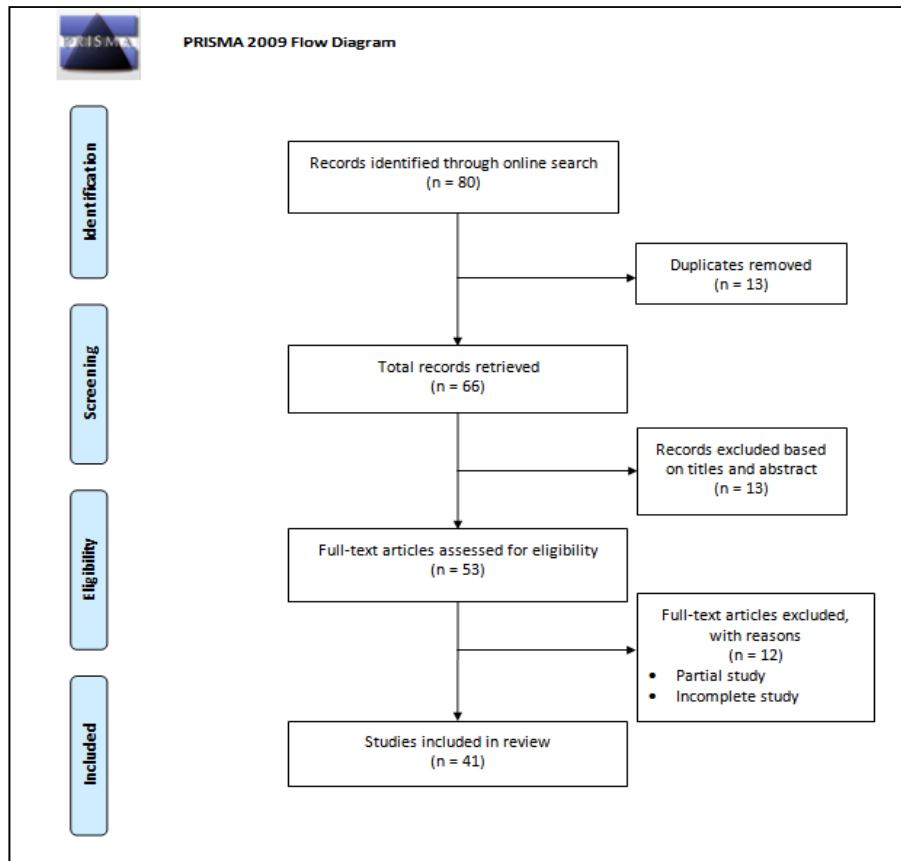 PRISMA
PRISMA 2009 Flow Diagram
Identification
Records identified through online search
(n = 80)
Duplicates removed
(n = 13)
Screening
Total records retrieved
(n = 66)
Records excluded based
on titles and abstract
(n = 13)
Eligibility
Full-text articles assessed for eligibility
(n = 53)
Full-text articles excluded,
with reasons
(n = 12)
• Partial study
• Incomplete study
Included
Studies included in review
(n = 41)